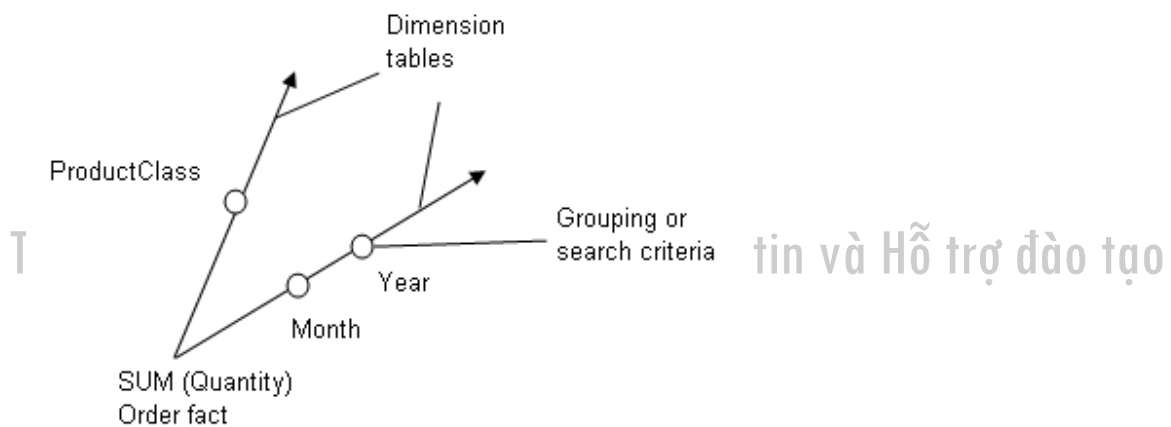 Dimension
tables
ProductClass
Grouping or
search criteria
T
tin và Hỗ trợ đào tạo
Year
Month
SUM (Quantity)
Order fact